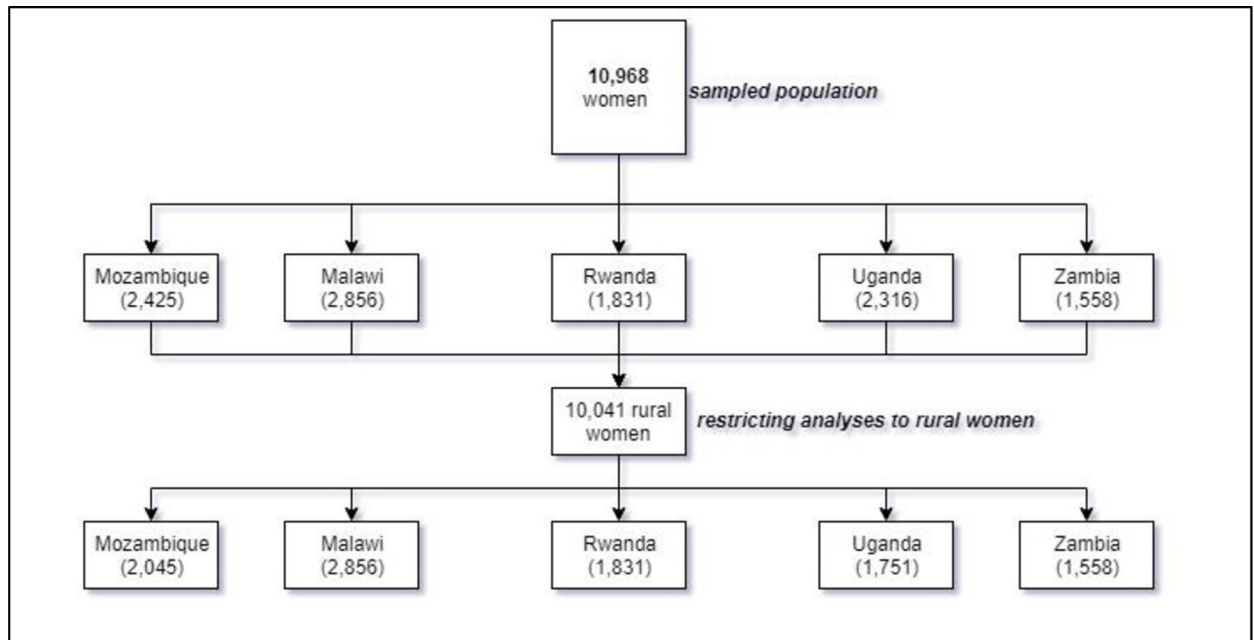 10,968
women
sampled population
Mozambique
(2,425)
Malawi
(2,856)
Rwanda
(1,831)
Uganda
(2,316)
Zambia
(1,558)
10,041 rural
women
restricting analyses to rural women
Mozambique
(2,045)
Malawi
(2,856)
Rwanda
(1,831)
Uganda
(1,751)
Zambia
(1,558)